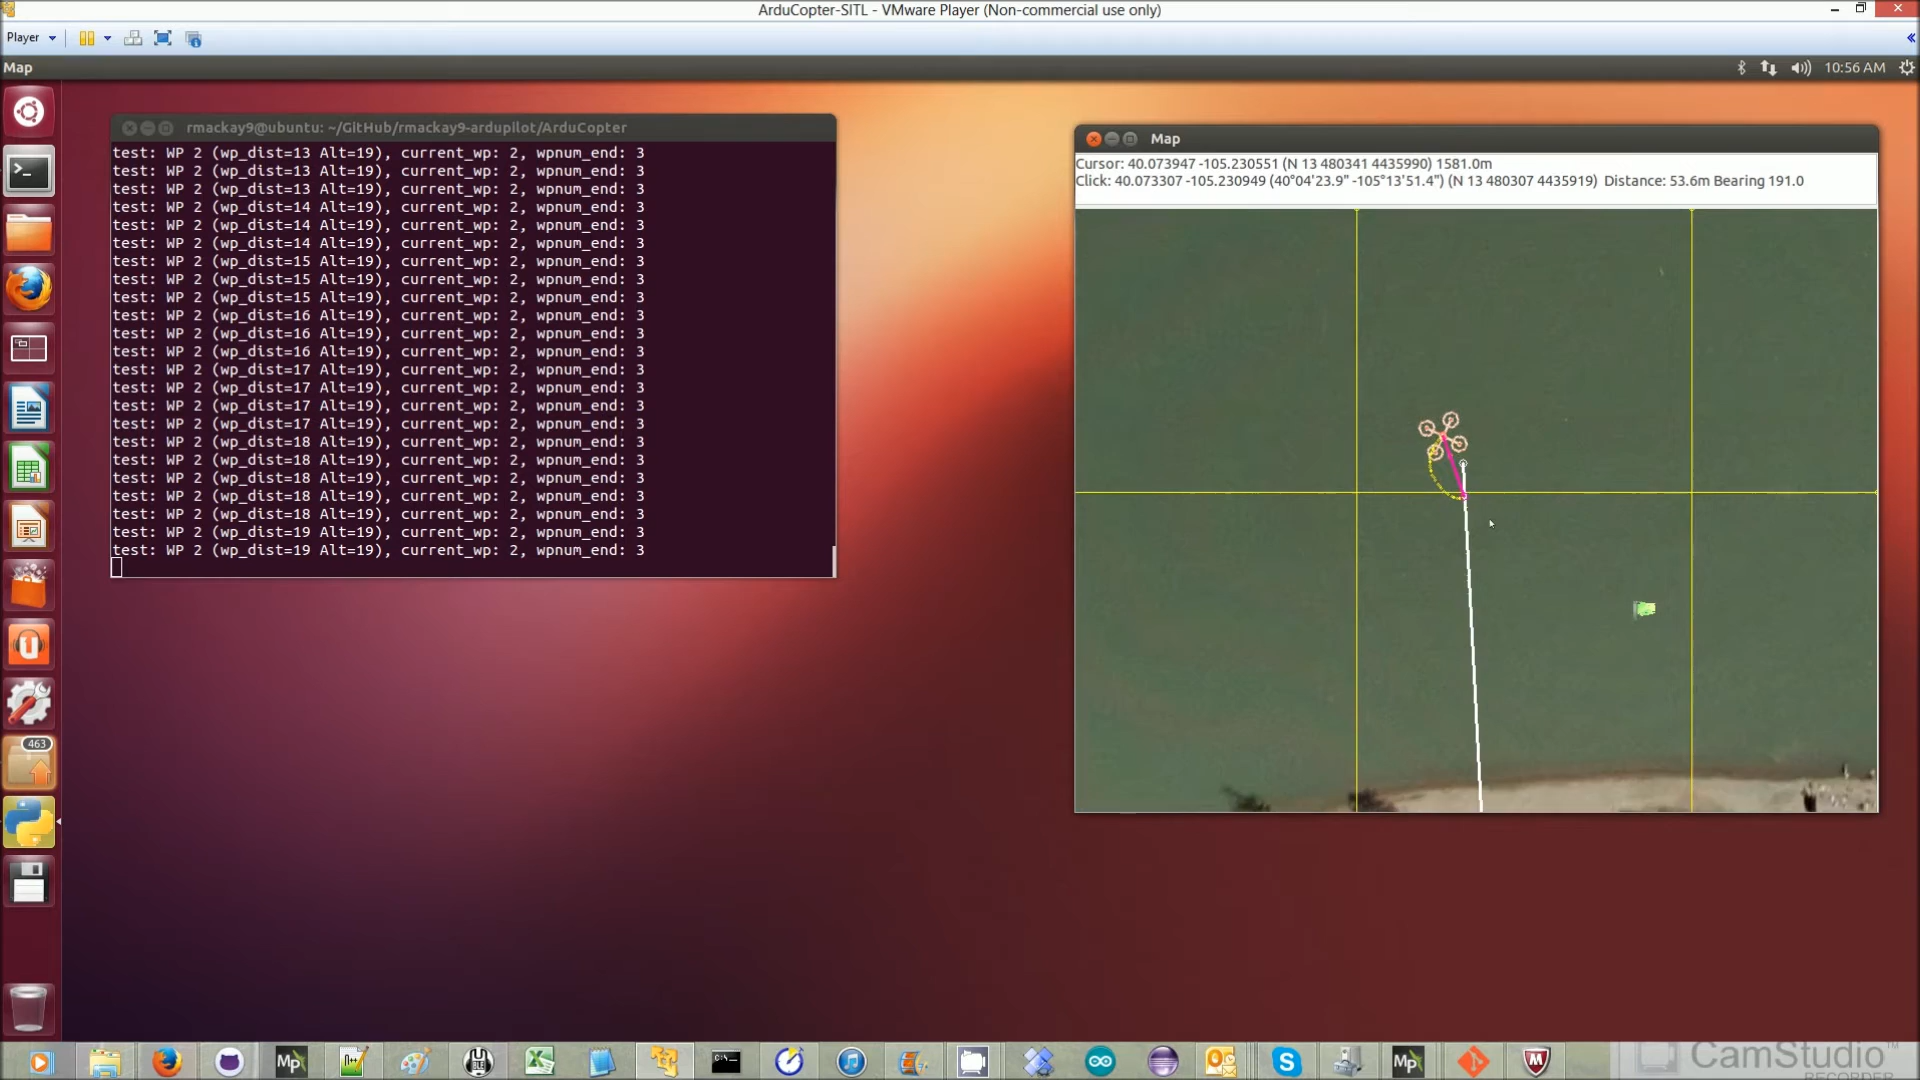 ArduCopter-SITL - VMware Player (Non-commercial use only)
Player
Map
10:56 AM
rmackay9@ubuntu: ~/GitHub/rmackay9-ardupilot/ArduCopter
test: WP 2 (wp_dist=13 Alt=19), current_wp: 2, wpnum_end: 3
test: WP 2 (wp_dist=13 Alt=19), current_wp: 2, wpnum_end: 3
test: WP 2 (wp_dist=13 Alt=19), current_wp: 2, wpnum_end: 3
test: WP 2 (wp_dist=14 Alt=19), current_wp: 2, wpnum_end: 3
test: WP 2 (wp_dist=14 Alt=19), current_wp: 2, wpnum_end: 3
test: WP 2 (wp_dist=14 Alt=19), current_wp: 2, wpnum_end: 3
test: WP 2 (wp_dist=15 Alt=19), current_wp: 2, wpnum_end: 3
test: WP 2 (wp_dist=15 Alt=19), current_wp: 2, wpnum_end: 3
test: WP 2 (wp_dist=15 Alt=19), current_wp: 2, wpnum_end: 3
test: WP 2 (wp_dist=16 Alt=19), current_wp: 2, wpnum_end: 3
test: WP 2 (wp_dist=16 Alt=19), current_wp: 2, wpnum_end: 3
test: WP 2 (wp_dist=16 Alt=19), current_wp: 2, wpnum_end: 3
test: WP 2 (wp_dist=17 Alt=19), current_wp: 2, wpnum_end: 3
test: WP 2 (wp_dist=17 Alt=19), current_wp: 2, wpnum_end: 3
test: WP 2 (wp_dist=17 Alt=19), current_wp: 2, wpnum_end: 3
test: WP 2 (wp_dist=17 Alt=19), current_wp: 2, wpnum_end: 3
test: WP 2 (wp_dist=18 Alt=19), current_wp: 2, wpnum_end: 3
test: WP 2 (wp_dist=18 Alt=19), current_wp: 2, wpnum_end: 3
test: WP 2 (wp_dist=18 Alt=19), current_wp: 2, wpnum_end: 3
test: WP 2 (wp_dist=18 Alt=19), current_wp: 2, wpnum_end: 3
test: WP 2 (wp_dist=18 Alt=19), current_wp: 2, wpnum_end: 3
test: WP 2 (wp_dist=19 Alt=19), current_wp: 2, wpnum_end: 3
test: WP 2 (wp_dist=19 Alt=19), current_wp: 2, wpnum_end: 3
Map
Cursor: 40.073947 -105.230551 (N 13 480341 4435990) 1581.0m
Click: 40.073307 -105.230949 (40°04'23.9" -105°13'51.4") (N 13 480307 4435919) Distance: 53.6m Bearing 191.0
463
Mp
Mp
CamStudio™
RECORDER